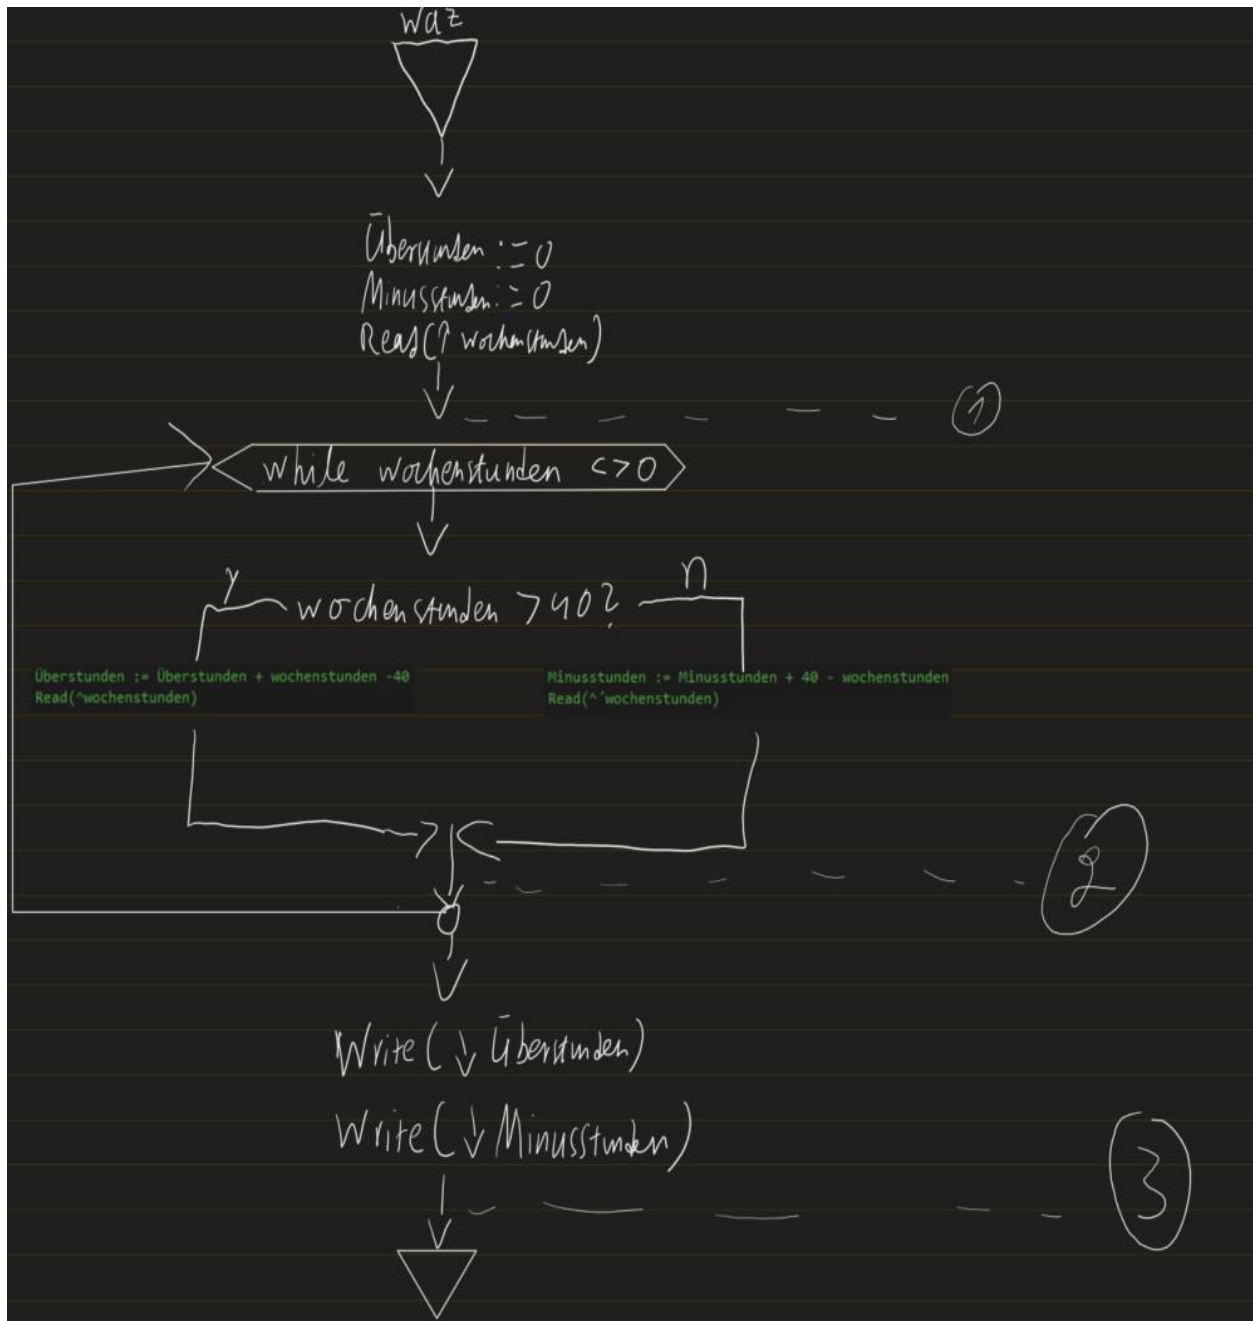 waz
Überstunden := 0
Minusstunden := 0
Read(↑ wochenstunden)
1
while wochenstunden <>0
y wochenstunden >40? n
Überstunden := Überstunden + wochenstunden -40
Read(^wochenstunden)
Minusstunden := Minusstunden + 40 - wochenstunden
Read(^´wochenstunden)
2
Write(↓ Überstunden)
Write(↓ Minusstunden)
3